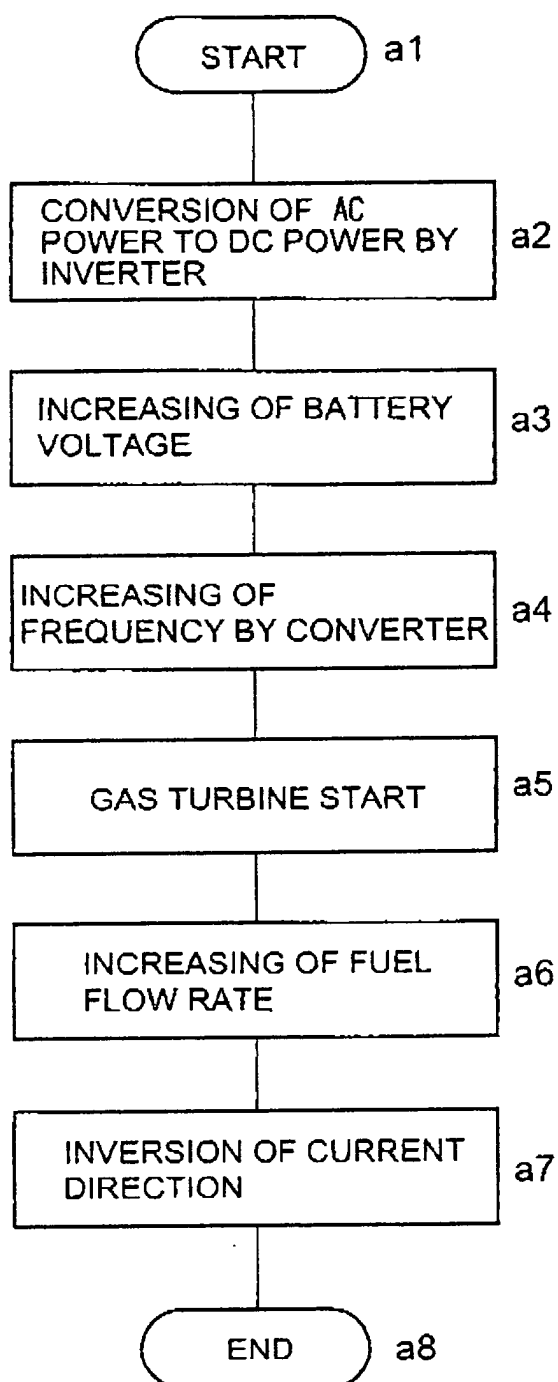 START a1
CONVERSION OF AC
POWER TO DC POWER BY
INVERTER
a2
INCREASING OF BATTERY
VOLTAGE
a3
INCREASING OF
FREQUENCY BY CONVERTER
a4
GAS TURBINE START a5
INCREASING OF FUEL
FLOW RATE
a6
INVERSION OF CURRENT
DIRECTION
a7
END a8